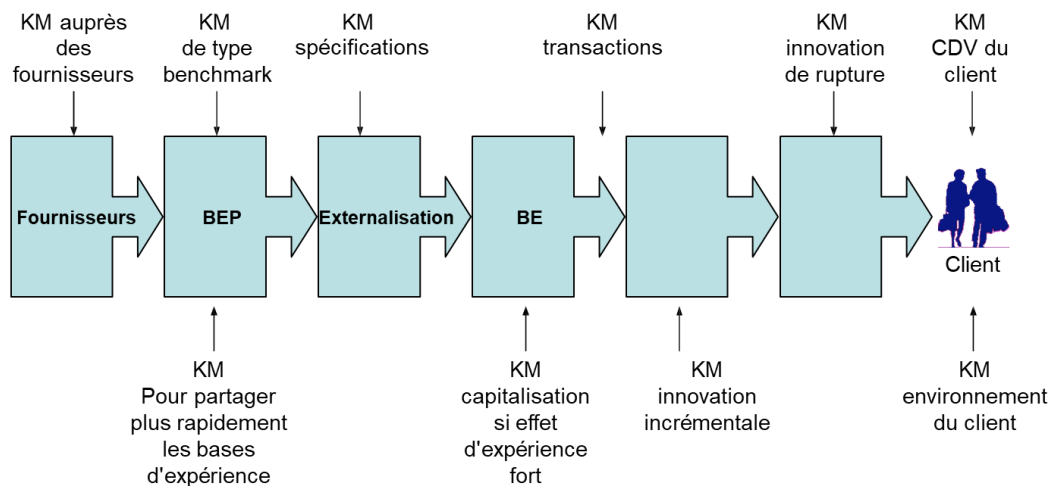 KM auprès
des
fournisseurs
KM
de type
benchmark
KM
spécifications
KM
transactions
KM
innovation
de rupture
KM
CDV du
client
Fournisseurs
BEP
Externalisation
BE
Client
KM
Pour partager
plus rapidement
les bases
d'expérience
KM
capitalisation
si effet
d'expérience
fort
KM
innovation
incrémentale
KM
environnement
du client